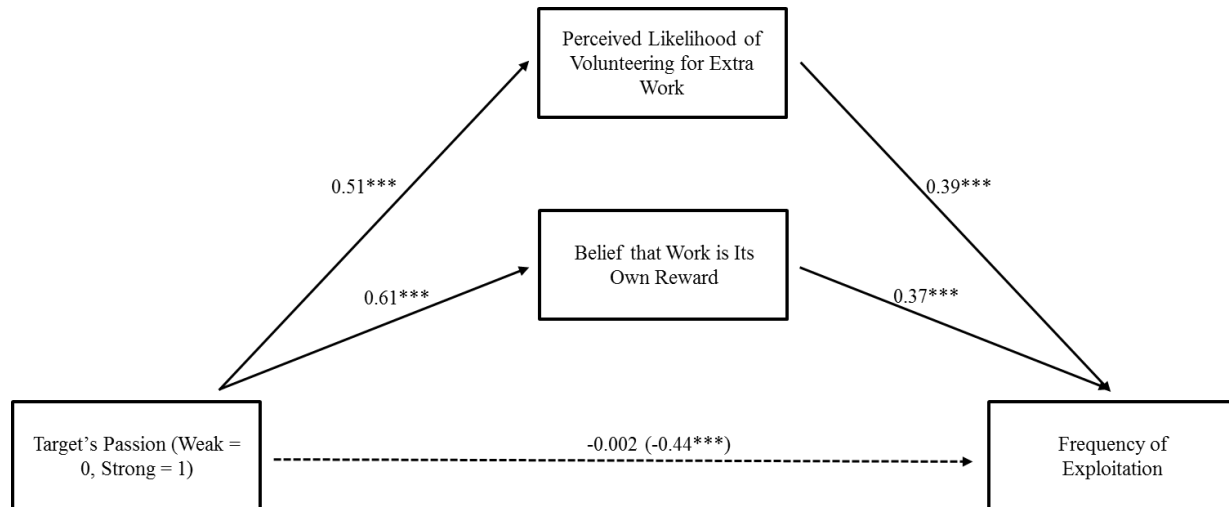 Perceived Likelihood of
Volunteering for Extra
Work
0.51***
0.39***
Belief that Work is Its
Own Reward
0.61***
0.37***
Target’s Passion (Weak =
0, Strong = 1)
-0.002 (-0.44***)
Frequency of
Exploitation